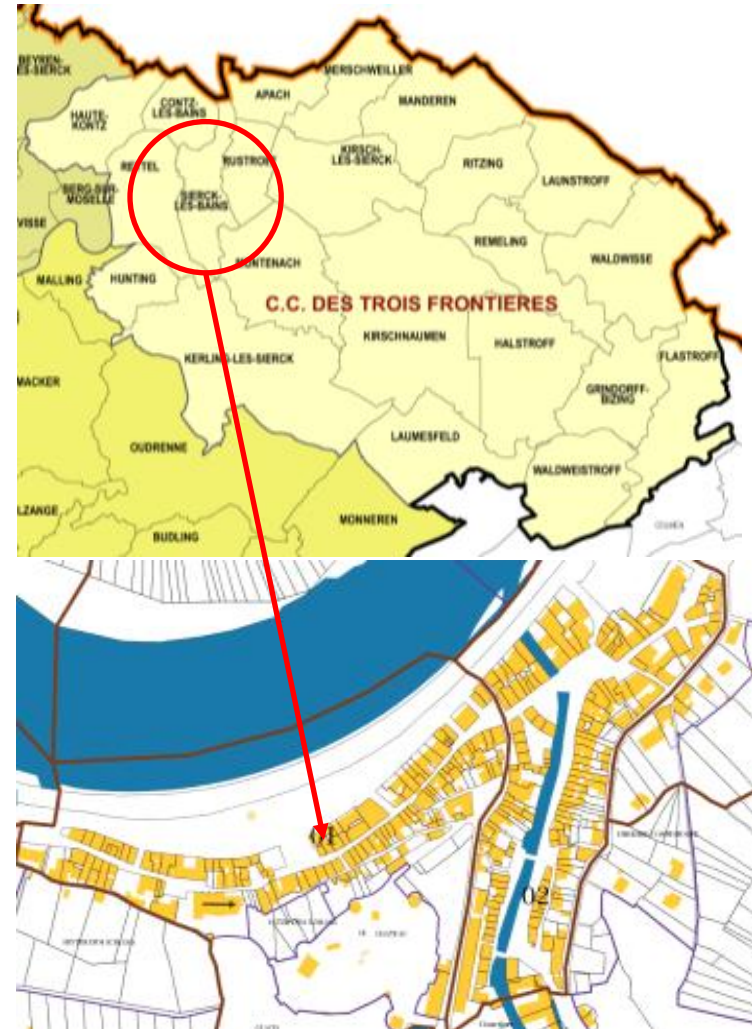 BEYREN-
LES-SIERCK
MERSCHWEILLER
APACH
MANDEREN
CONTZ-
LES-BAINS
HAUTE-
KONTZ
KIRSCH-
LES-SIERCK
RUSTROFF
RETTEL
RITZING
LAUNSTROFF
BERG-SUR-
MOSELLE
SIERCK-
LES-BAINS
VISSE
REMELING
WALDWISSE
MONTENACH
MALLING
HUNTING
C.C. DES TROIS FRONTIERES
KIRSCHNAUMEN
HALSTROFF
KERLING-LES-SIERCK
FLASTROFF
MACKER
GRINDORFF-
BIZING
LAUMESFELD
OUDRENNE
WALDWEISTROFF
LZANGE
MONNEREN
BUDLING
01
02